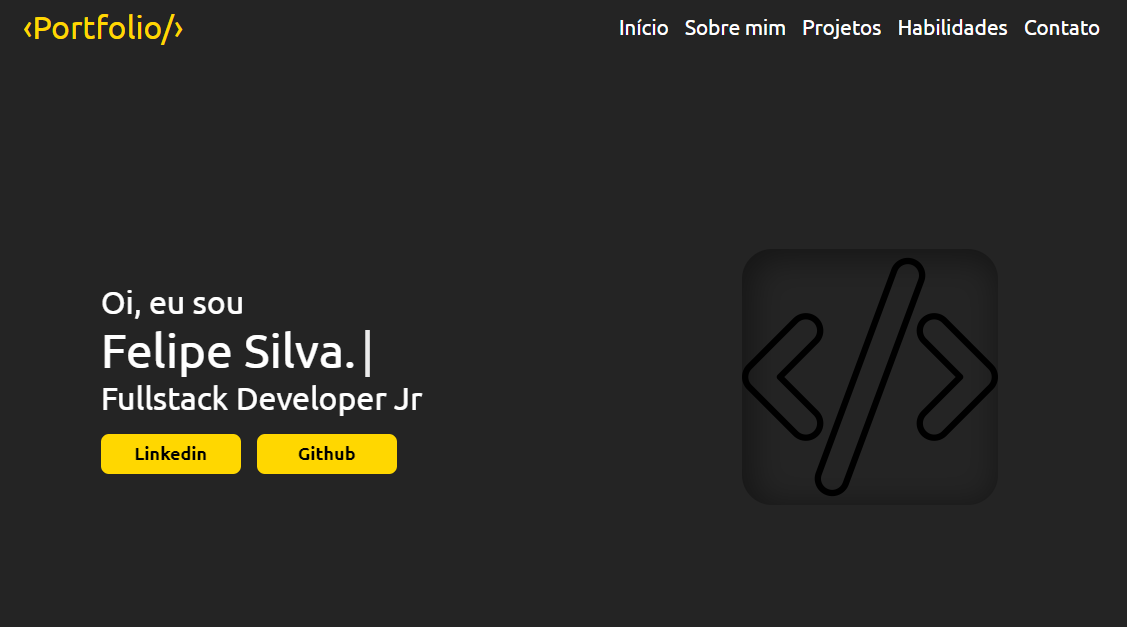 ‹Portfolio/›
Início Sobre mim Projetos Habilidades Contato
Oi, eu sou
Felipe Silva.|
Fullstack Developer Jr
Linkedin Github